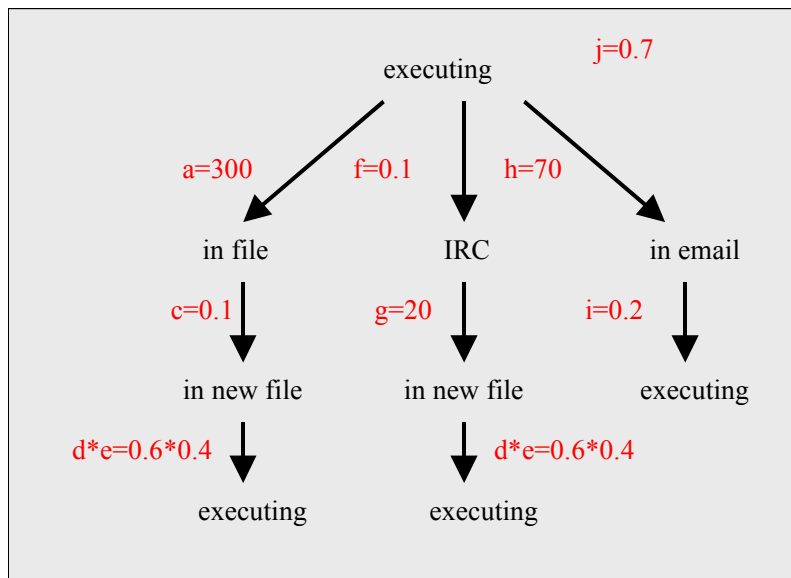 j=0.7
executing
a=300
f=0.1
h=70
in file
IRC
in email
c=0.1
g=20
i=0.2
in new file
in new file
executing
d*e=0.6*0.4
d*e=0.6*0.4
executing
executing